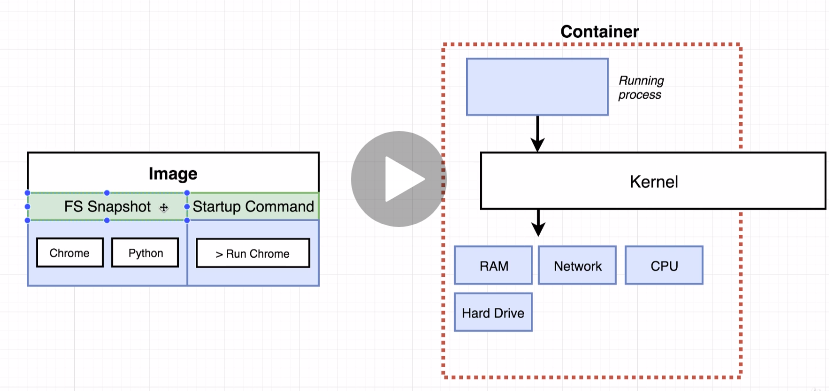 Container
Running
process
Image
Kernel
FS Snapshot
Startup Command
Chrome
Python
> Run Chrome
RAM
Network
CPU
Hard Drive